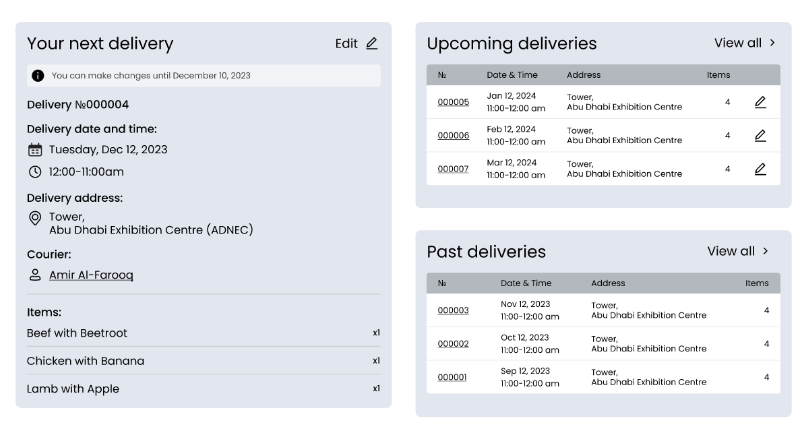 Your next delivery
Edit
You can make changes until December 10, 2023
Delivery №000004
Delivery date and time:
Tuesday, Dec 12, 2023
12:00-11:00am
Delivery address:
Tower,
Abu Dhabi Exhibition Centre (ADNEC)
Courier:
Amir Al-Farooq
Items:
Beef with Beetroot x1
Chicken with Banana x1
Lamb with Apple x1
Upcoming deliveries
View all >
№ Date & Time Address Items
000005 Jan 12, 2024 Tower, 4
11:00-12:00 am Abu Dhabi Exhibition Centre
000006 Feb 12, 2024 Tower, 4
11:00-12:00 am Abu Dhabi Exhibition Centre
000007 Mar 12, 2024 Tower, 4
11:00-12:00 am Abu Dhabi Exhibition Centre
Past deliveries
View all >
№ Date & Time Address Items
000003 Nov 12, 2023 Tower, 4
11:00-12:00 am Abu Dhabi Exhibition Centre
000002 Oct 12, 2023 Tower, 4
11:00-12:00 am Abu Dhabi Exhibition Centre
000001 Sep 12, 2023 Tower, 4
11:00-12:00 am Abu Dhabi Exhibition Centre